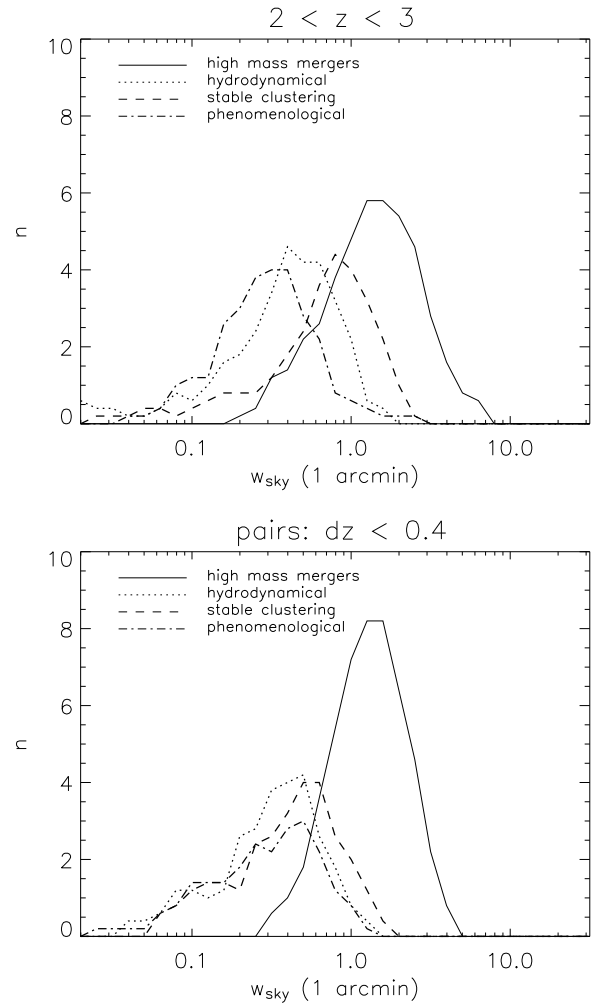 2 < z < 3
10
high mass mergers
hydrodynamical
stable clustering
phenomenological
8
6
n
4
2
0
0.1 1.0 10.0
w_sky (1 arcmin)
pairs: dz < 0.4
10
high mass mergers
hydrodynamical
stable clustering
phenomenological
8
6
n
4
2
0
0.1 1.0 10.0
w_sky (1 arcmin)